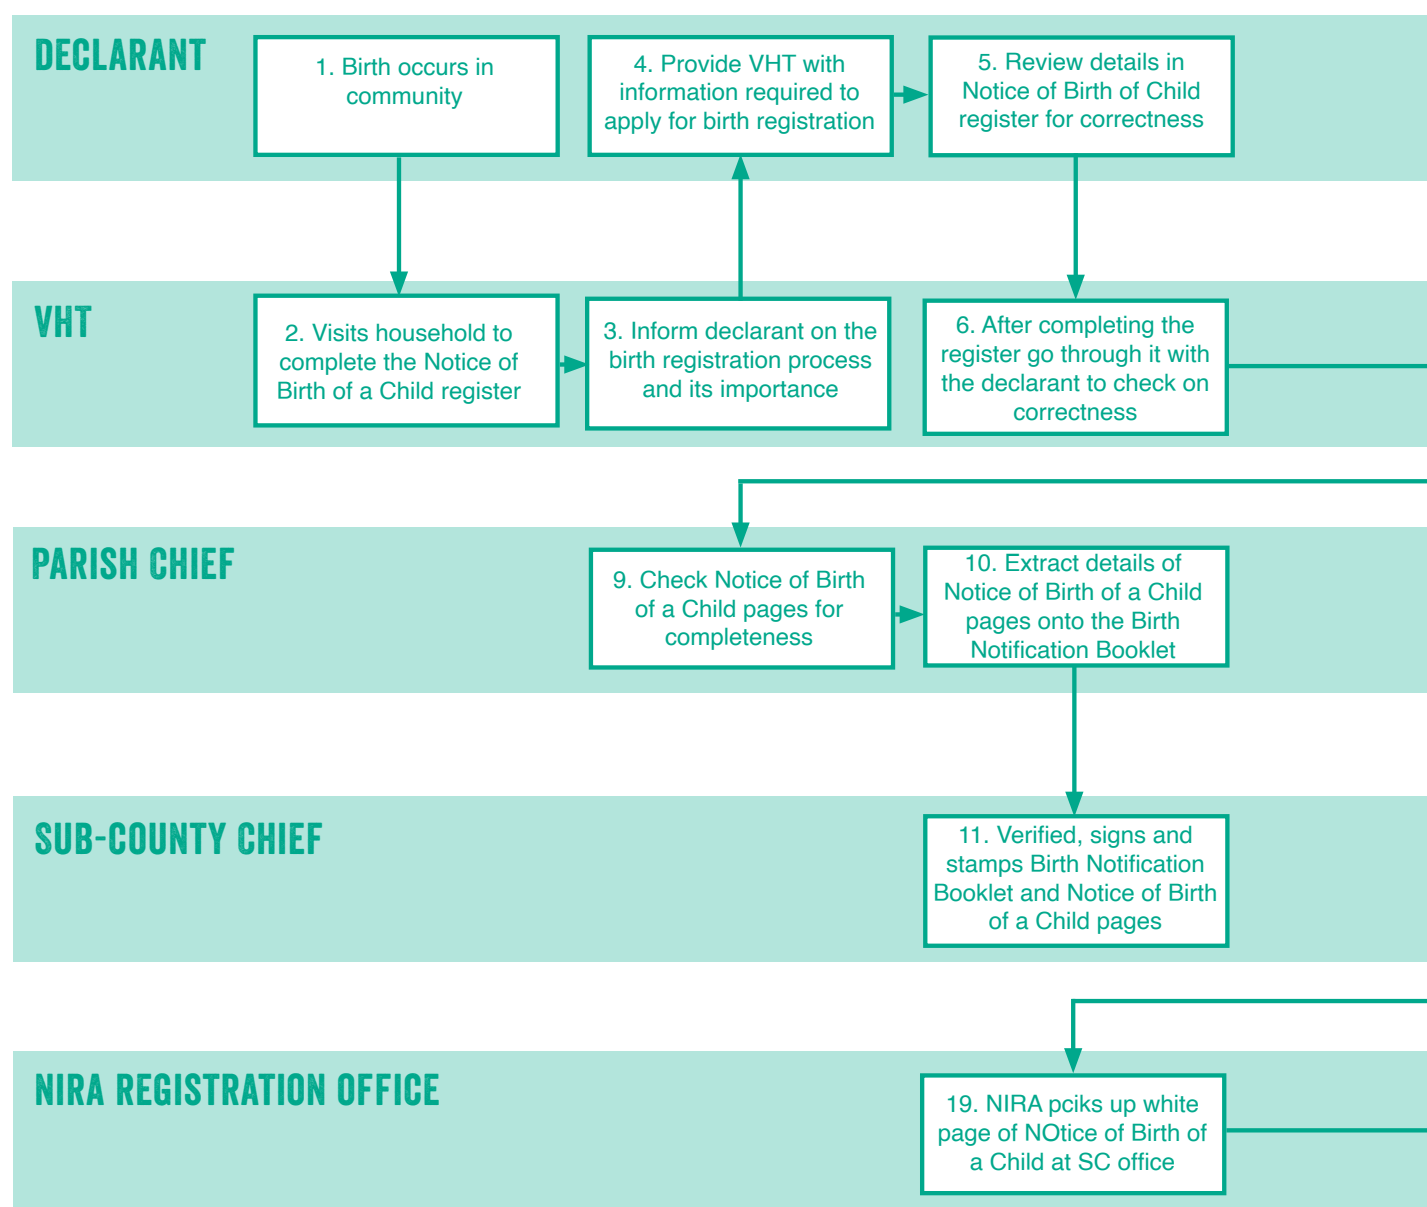 DECLARANT
1. Birth occurs in
community
4. Provide VHT with
information required to
apply for birth registration
5. Review details in
Notice of Birth of Child
register for correctness
VHT
2. Visits household to
complete the Notice of
Birth of a Child register
3. Inform declarant on the
birth registration process
and its importance
6. After completing the
register go through it with
the declarant to check on
correctness
PARISH CHIEF
9. Check Notice of Birth
of a Child pages for
completeness
10. Extract details of
Notice of Birth of a Child
pages onto the Birth
Notification Booklet
SUB-COUNTY CHIEF
11. Verified, signs and
stamps Birth Notification
Booklet and Notice of Birth
of a Child pages
NIRA REGISTRATION OFFICE
19. NIRA pciks up white
page of NOtice of Birth of
a Child at SC office